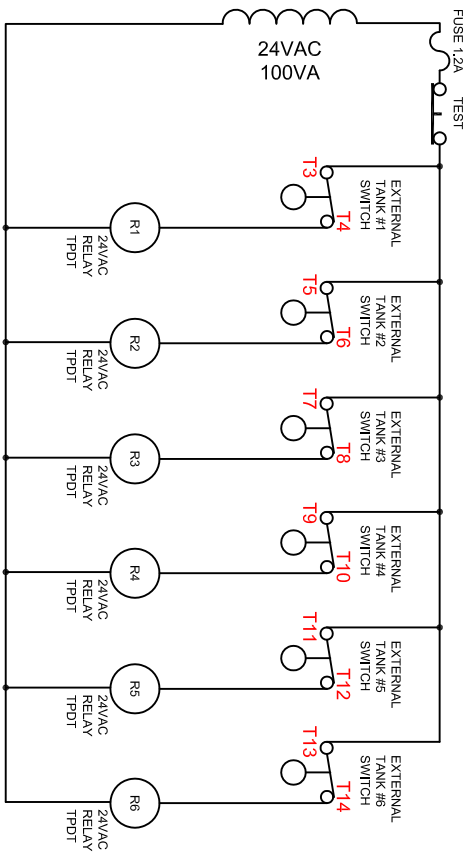 FUSE 1.2A
TEST
24VAC
100VA
EXTERNAL
TANK #1
SWITCH
T3
T4
R1
24VAC
RELAY
TPDT
EXTERNAL
TANK #2
SWITCH
T5
T6
R2
24VAC
RELAY
TPDT
EXTERNAL
TANK #3
SWITCH
T7
T8
R3
24VAC
RELAY
TPDT
EXTERNAL
TANK #4
SWITCH
T9
T10
R4
24VAC
RELAY
TPDT
EXTERNAL
TANK #5
SWITCH
T11
T12
R5
24VAC
RELAY
TPDT
EXTERNAL
TANK #6
SWITCH
T13
T14
R6
24VAC
RELAY
TPDT